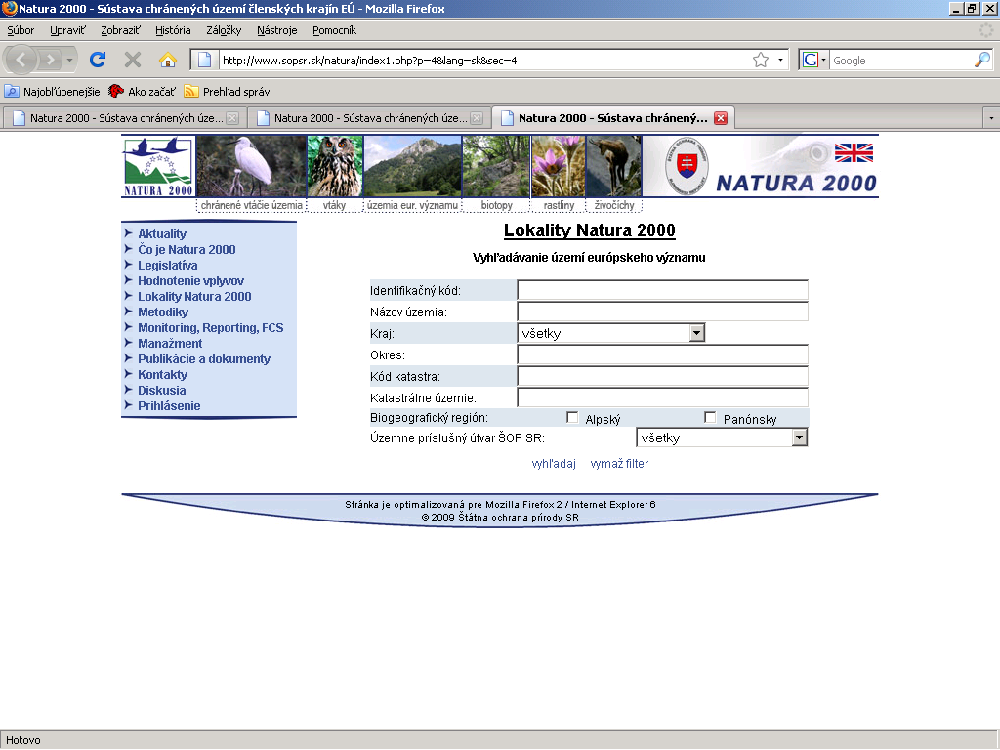 Natura 2000 - Sústava chránených území členských krajín EÚ - Mozilla Firefox
Súbor Upraviť Zobraziť História Záložky Nástroje Pomocník
http://www.sopsr.sk/natura/index1.php?p=4&lang=sk&sec=4
G Google
Najobľúbenejšie Ako začať Prehľad správ
Natura 2000 - Sústava chránených úze... Natura 2000 - Sústava chránených úze... Natura 2000 - Sústava chránený...
NATURA 2000
NATURA 2000
chránené vtáčie územia vtáky územia eur. významu biotopy rastliny živočíchy
Aktuality
Čo je Natura 2000
Legislatíva
Hodnotenie vplyvov
Lokality Natura 2000
Metodiky
Monitoring, Reporting, FCS
Manažment
Publikácie a dokumenty
Kontakty
Diskusia
Prihlásenie
Lokality Natura 2000
Vyhľadávanie území európskeho významu
Identifikačný kód:
Názov územia:
Kraj: všetky
Okres:
Kód katastra:
Katastrálne územie:
Biogeografický región: Alpský Panónsky
Územne príslušný útvar ŠOP SR: všetky
vyhľadaj vymaž filter
Stránka je optimalizovaná pre Mozilla Firefox 2 / Internet Explorer 6
© 2009 Štátna ochrana prírody SR
Hotovo